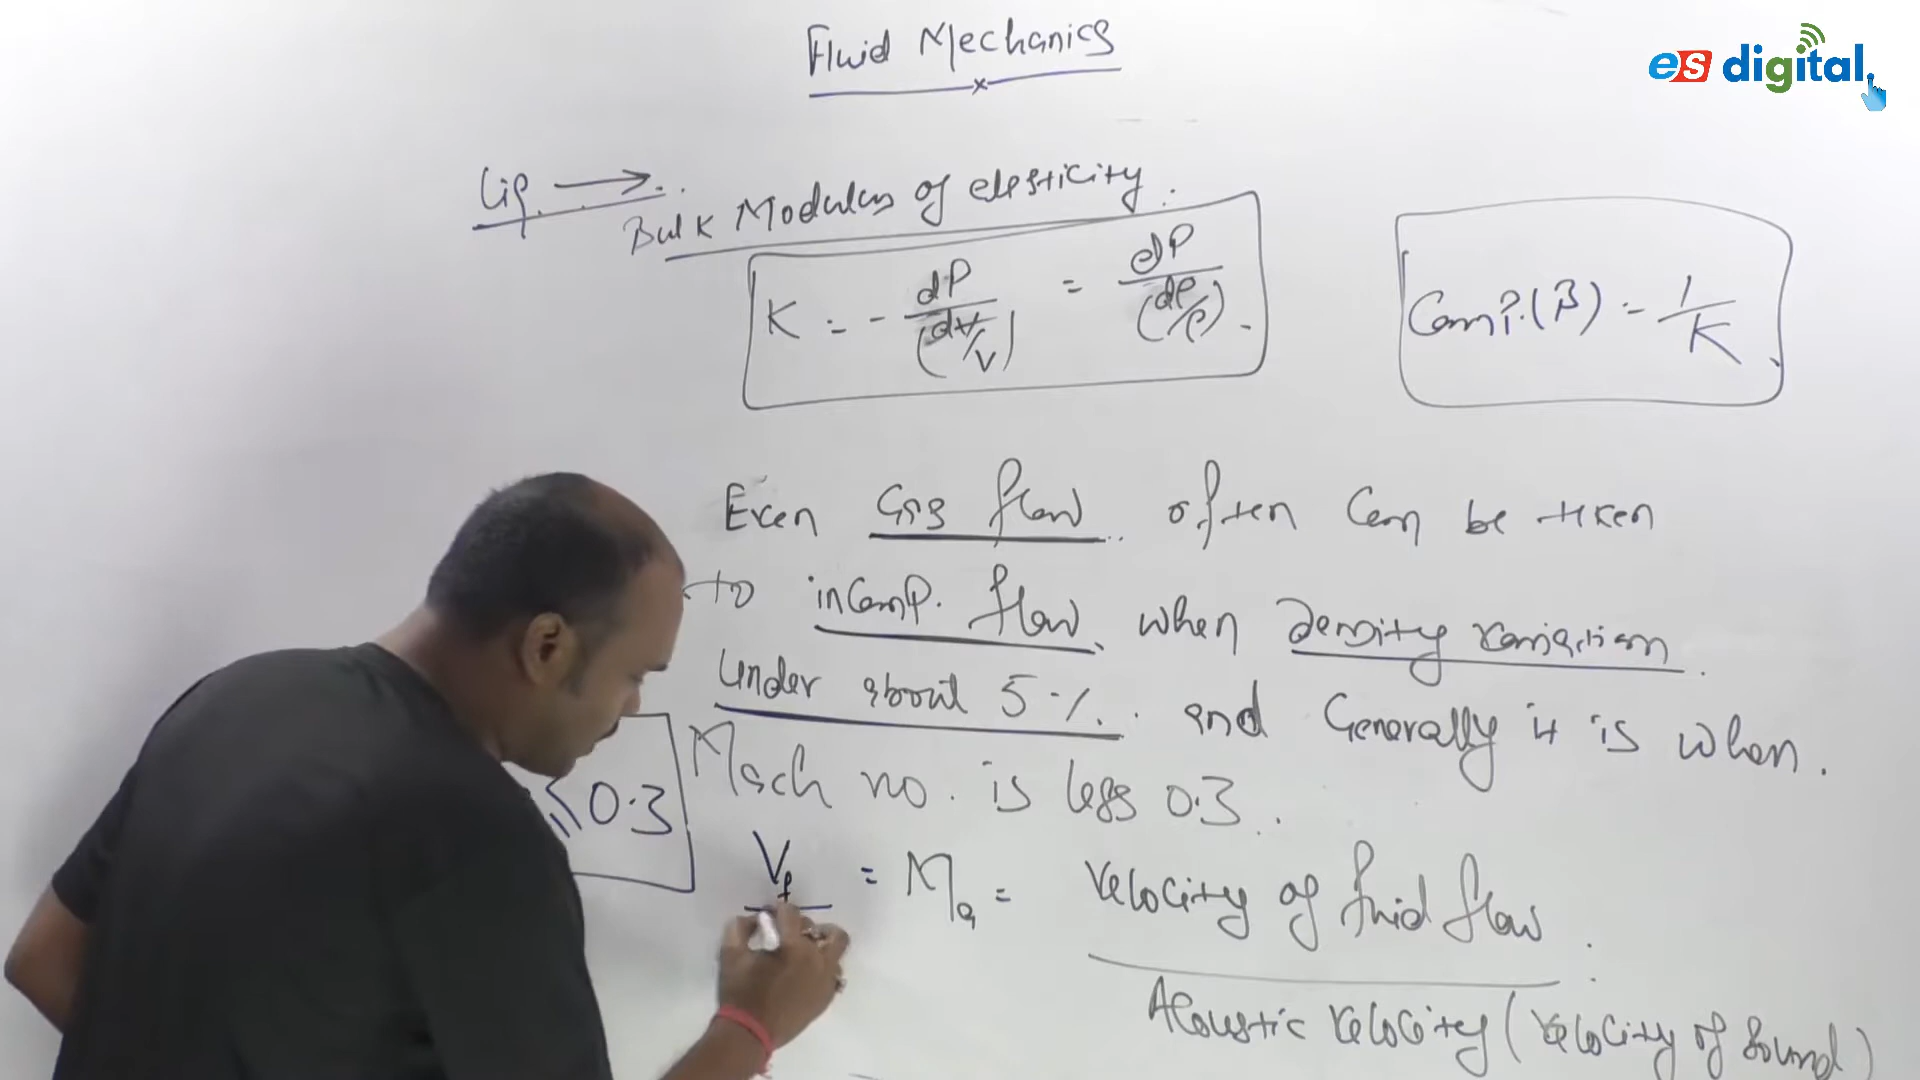 Fluid Mechanics
es digital
Liq →
Bulk Modulus of elasticity.
K = - dP/(dV/V) = dP/(dρ/ρ).
Comp.(β) = 1/K
Even Gas flow often can be taken
to incomp. flow when density variation
under about 5%. and Generally it is when.
Mach no. is less 0.3.
≤ 0.3
V_f = Ma = velocity of fluid flow
Acoustic velocity (velocity of sound)